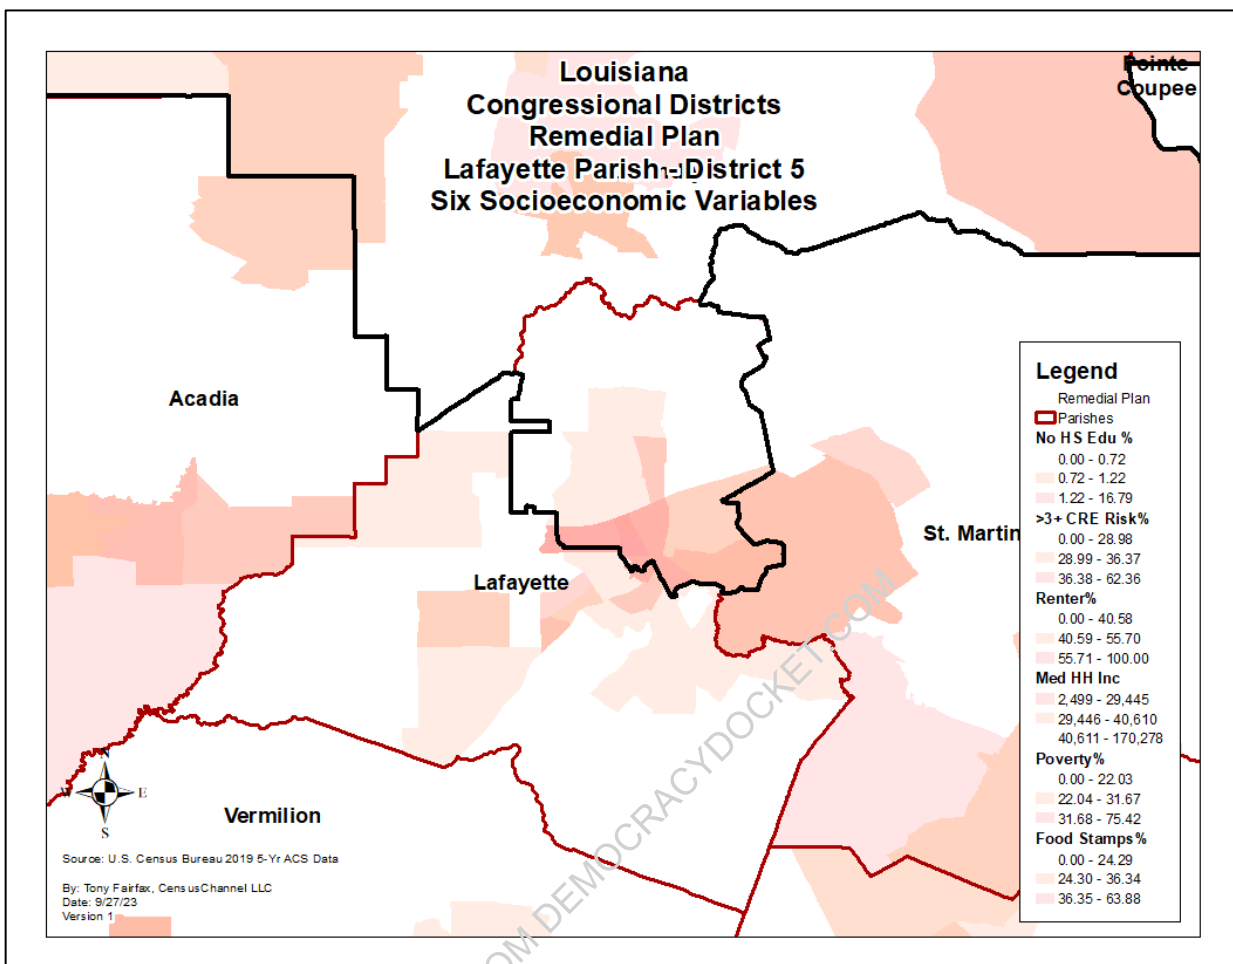 Louisiana
Congressional Districts
Remedial Plan
Lafayette Parish - District 5
Six Socioeconomic Variables
Pointe
Coupee
Acadia
Lafayette
St. Martin
Vermilion
N
W
E
S
Legend
Remedial Plan
Parishes
No HS Edu %
0.00 - 0.72
0.72 - 1.22
1.22 - 16.79
>3+ CRE Risk%
0.00 - 28.98
28.99 - 36.37
36.38 - 62.36
Renter%
0.00 - 40.58
40.59 - 55.70
55.71 - 100.00
Med HH Inc
2,499 - 29,445
29,446 - 40,610
40,611 - 170,278
Poverty%
0.00 - 22.03
22.04 - 31.67
31.68 - 75.42
Food Stamps%
0.00 - 24.29
24.30 - 36.34
36.35 - 63.88
Source: U.S. Census Bureau 2019 5-Yr ACS Data
By: Tony Fairfax, CensusChannel LLC
Date: 9/27/23
Version 1
OM DEMOCRACYDOCKET.COM